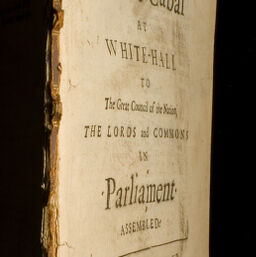 Cabal
AT
WHITE-HALL
TO
The Great Council of the Nation,
THE LORDS and COMMONS
IN
Parliament
ASSEMBLED.